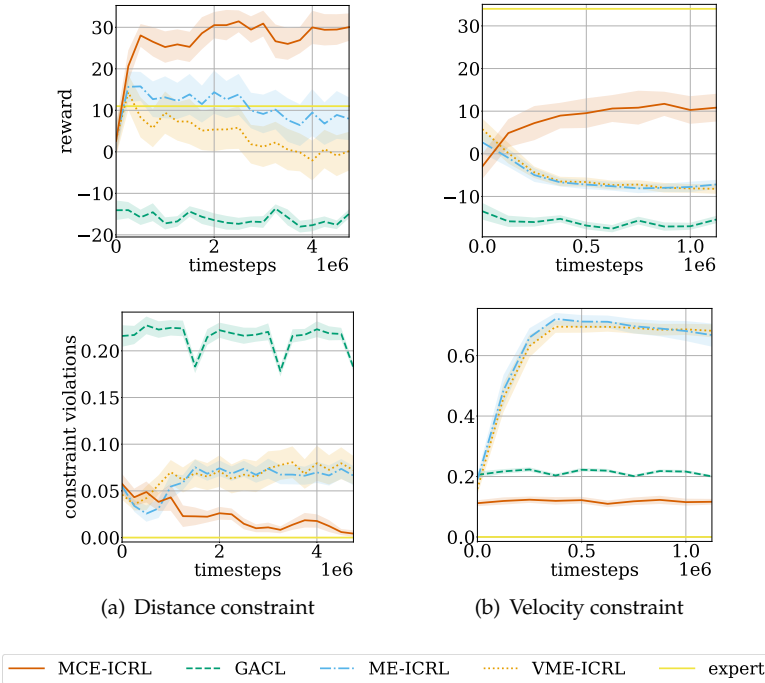 reward
30
20
10
0
−10
−20
0
2
4
timesteps
1e6
30
20
10
0
−10
0.0
0.5
1.0
timesteps
1e6
constraint violations
0.20
0.15
0.10
0.05
0.00
0
2
4
timesteps
1e6
0.6
0.4
0.2
0.0
0.0
0.5
1.0
timesteps
1e6
(a) Distance constraint
(b) Velocity constraint
MCE-ICRL GACL ME-ICRL VME-ICRL expert